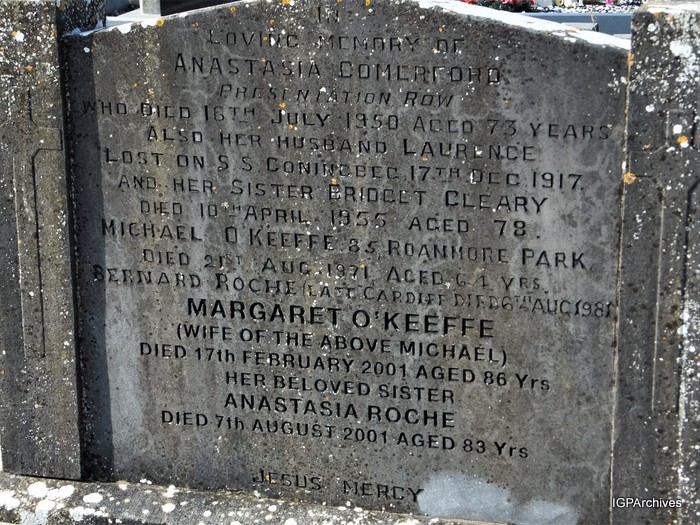 IN
LOVING MEMORY OF
ANASTASIA COMERFORD
PRESENTATION ROW
WHO DIED 16TH JULY 1950 AGED 73 YEARS
ALSO HER HUSBAND LAURENCE
LOST ON S.S CONINGBEG 17TH DEC 1917.
AND HER SISTER BRIDGET CLEARY
DIED 10TH APRIL 1955 AGED 78.
MICHAEL O'KEEFFE 85, ROANMORE PARK,
DIED 21ST AUG. 1971 AGED 64 YRS.
BERNARD ROCHE (LATE CARDIFF DIED 6TH AUG 1981
MARGARET O'KEEFFE
(WIFE OF THE ABOVE MICHAEL)
DIED 17th FEBRUARY 2001 AGED 86 Yrs
HER BELOVED SISTER
ANASTASIA ROCHE
DIED 7th AUGUST 2001 AGED 83 Yrs
JESUS MERCY
IGPArchives